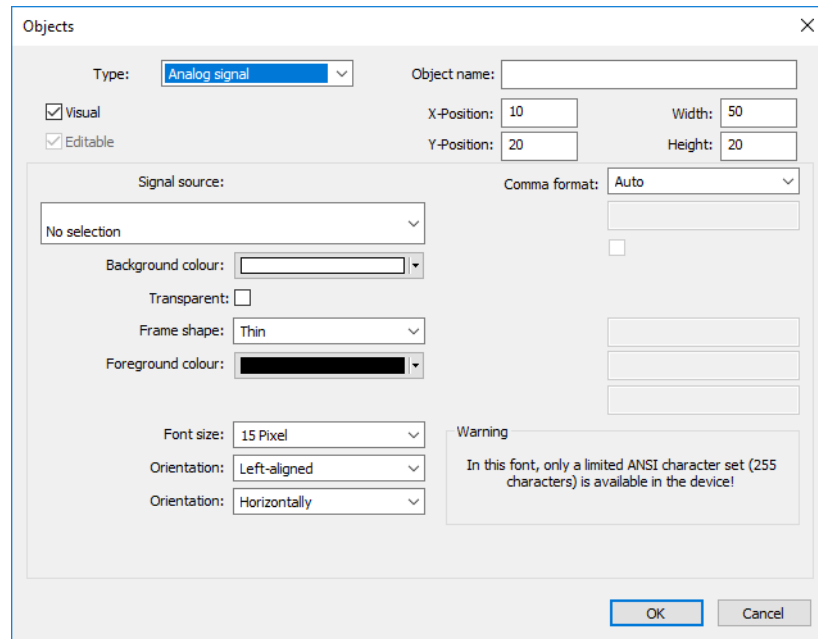 Objects
Type: Analog signal Object name:
Visual X-Position: 10 Width: 50
Editable Y-Position: 20 Height: 20
Signal source: Comma format: Auto
No selection
Background colour:
Transparent:
Frame shape: Thin
Foreground colour:
Font size: 15 Pixel Warning
Orientation: Left-aligned In this font, only a limited ANSI character set (255
characters) is available in the device!
Orientation: Horizontally
OK Cancel